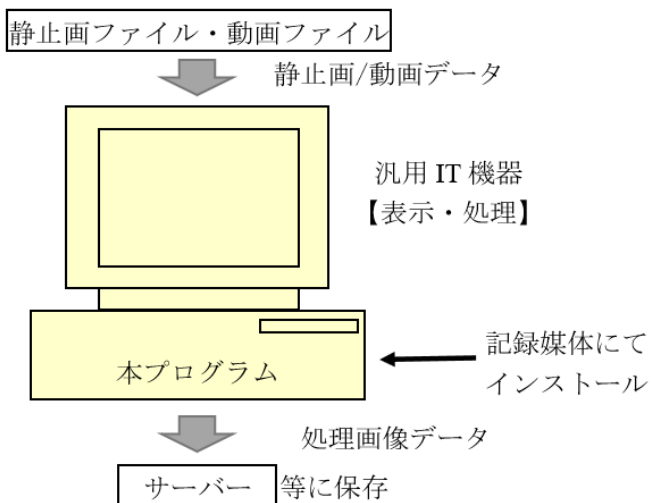 静止画ファイル・動画ファイル
静止画/動画データ
汎用 IT 機器
【表示・処理】
本プログラム
記録媒体にて
インストール
処理画像データ
サーバー 等に保存